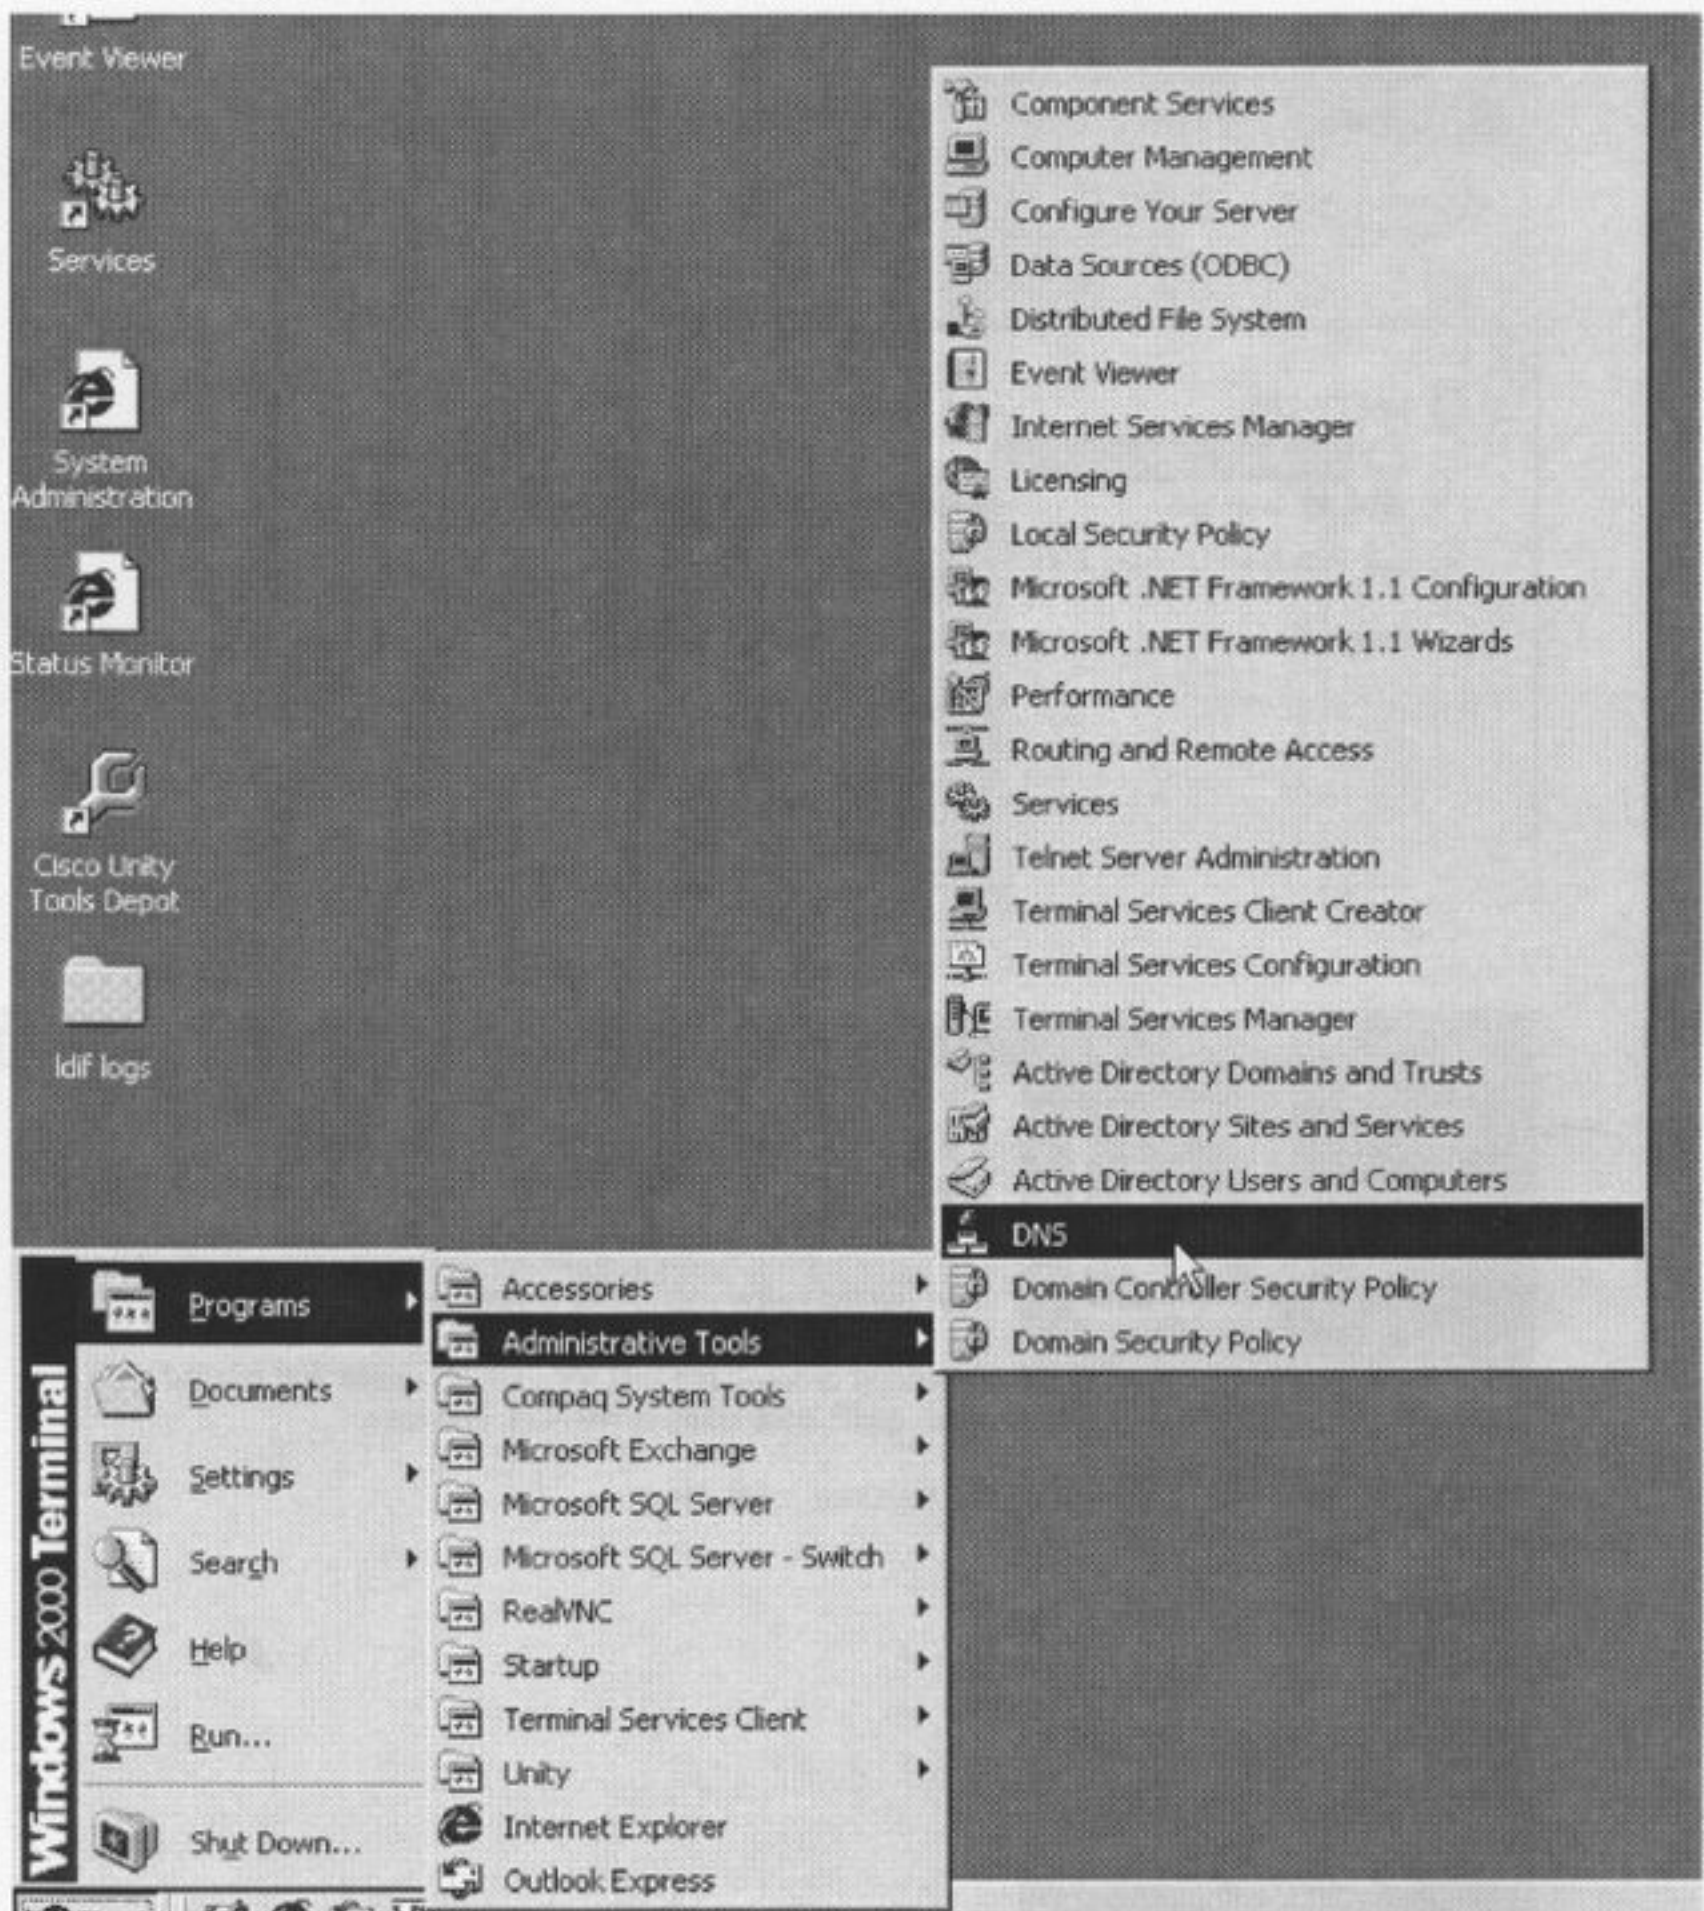 Event Viewer
Services
System
Administration
Status Monitor
Cisco Unity
Tools Depot
ldif logs
Component Services
Computer Management
Configure Your Server
Data Sources (ODBC)
Distributed File System
Event Viewer
Internet Services Manager
Licensing
Local Security Policy
Microsoft .NET Framework 1.1 Configuration
Microsoft .NET Framework 1.1 Wizards
Performance
Routing and Remote Access
Services
Telnet Server Administration
Terminal Services Client Creator
Terminal Services Configuration
Terminal Services Manager
Active Directory Domains and Trusts
Active Directory Sites and Services
Active Directory Users and Computers
DNS
Domain Controller Security Policy
Domain Security Policy
Windows 2000 Terminal
Programs
Documents
Settings
Search
Help
Run...
Shut Down...
Accessories
Administrative Tools
Compaq System Tools
Microsoft Exchange
Microsoft SQL Server
Microsoft SQL Server - Switch
RealVNC
Startup
Terminal Services Client
Unity
Internet Explorer
Outlook Express